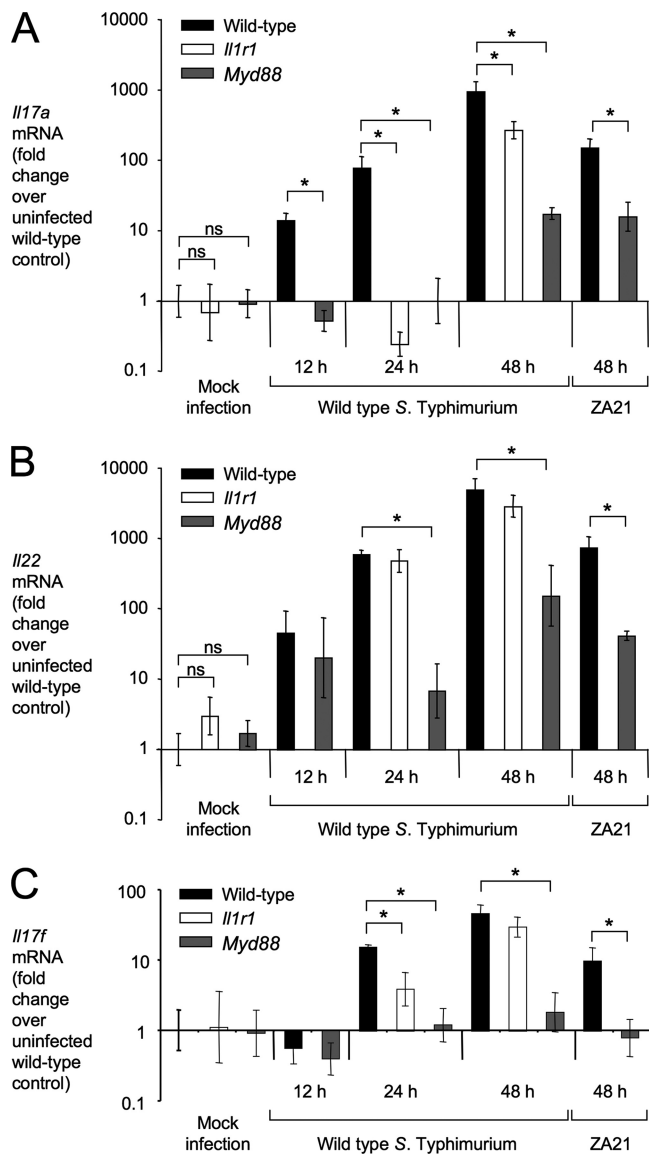 A
Wild-type
Il1r1
Myd88
Il17a
mRNA
(fold
change
over
uninfected
wild-type
control)
10000
1000
100
10
1
0.1
ns
ns
*
*
*
*
*
*
12 h
24 h
48 h
48 h
Mock
infection
Wild type S. Typhimurium
ZA21
B
Wild-type
Il1r1
Myd88
Il22
mRNA
(fold
change
over
uninfected
wild-type
control)
10000
1000
100
10
1
0.1
ns
ns
*
*
*
12 h
24 h
48 h
48 h
Mock
infection
Wild type S. Typhimurium
ZA21
C
Wild-type
Il1r1
Myd88
Il17f
mRNA
(fold
change
over
uninfected
wild-type
control)
100
10
1
0.1
*
*
*
*
12 h
24 h
48 h
48 h
Mock
infection
Wild type S. Typhimurium
ZA21